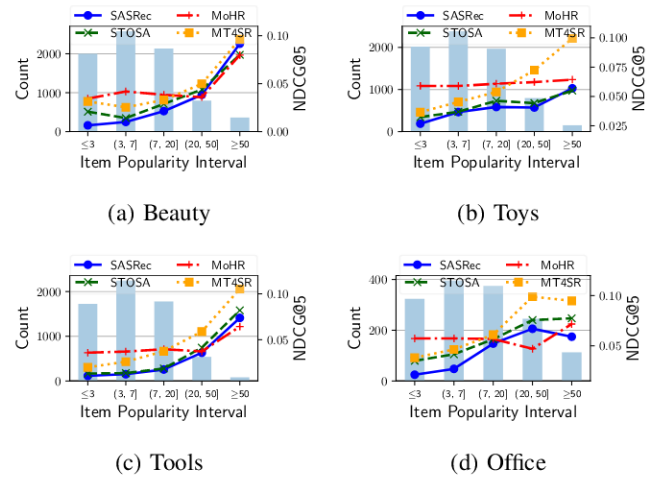 SASRec MoHR
STOSA MT4SR
Count
2000
1000
0
NDCG@5
0.10
0.05
0.00
≤3 (3, 7] (7, 20] (20, 50] ≥50
Item Popularity Interval
(a) Beauty
SASRec MoHR
STOSA MT4SR
Count
2000
1000
0
NDCG@5
0.100
0.075
0.050
0.025
≤3 (3, 7] (7, 20] (20, 50] ≥50
Item Popularity Interval
(b) Toys
SASRec MoHR
STOSA MT4SR
Count
2000
1000
0
NDCG@5
0.10
0.05
≤3 (3, 7] (7, 20] (20, 50] ≥50
Item Popularity Interval
(c) Tools
SASRec MoHR
STOSA MT4SR
Count
400
200
0
NDCG@5
0.10
0.05
≤3 (3, 7] (7, 20] (20, 50] ≥50
Item Popularity Interval
(d) Office